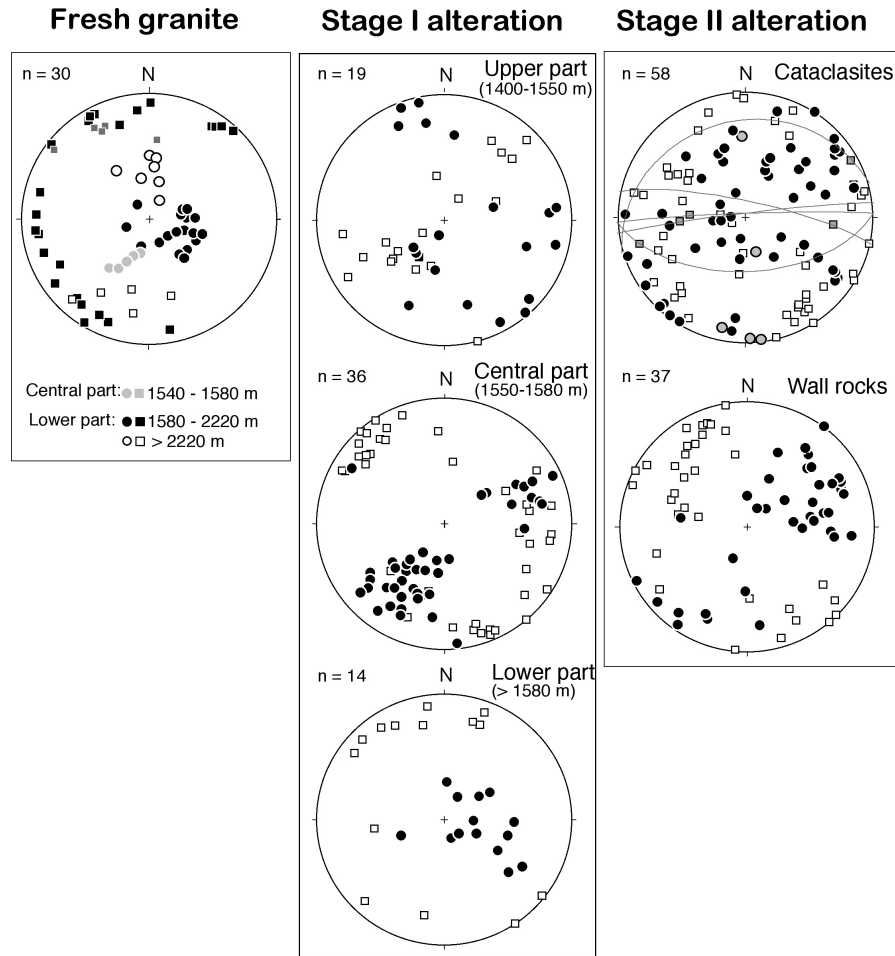 Fresh granite
n = 30
N
Central part: 1540 - 1580 m
Lower part: 1580 - 2220 m
> 2220 m
Stage I alteration
n = 19
N
Upper part
(1400-1550 m)
n = 36
N
Central part
(1550-1580 m)
n = 14
N
Lower part
(> 1580 m)
Stage II alteration
n = 58
N
Cataclasites
n = 37
N
Wall rocks